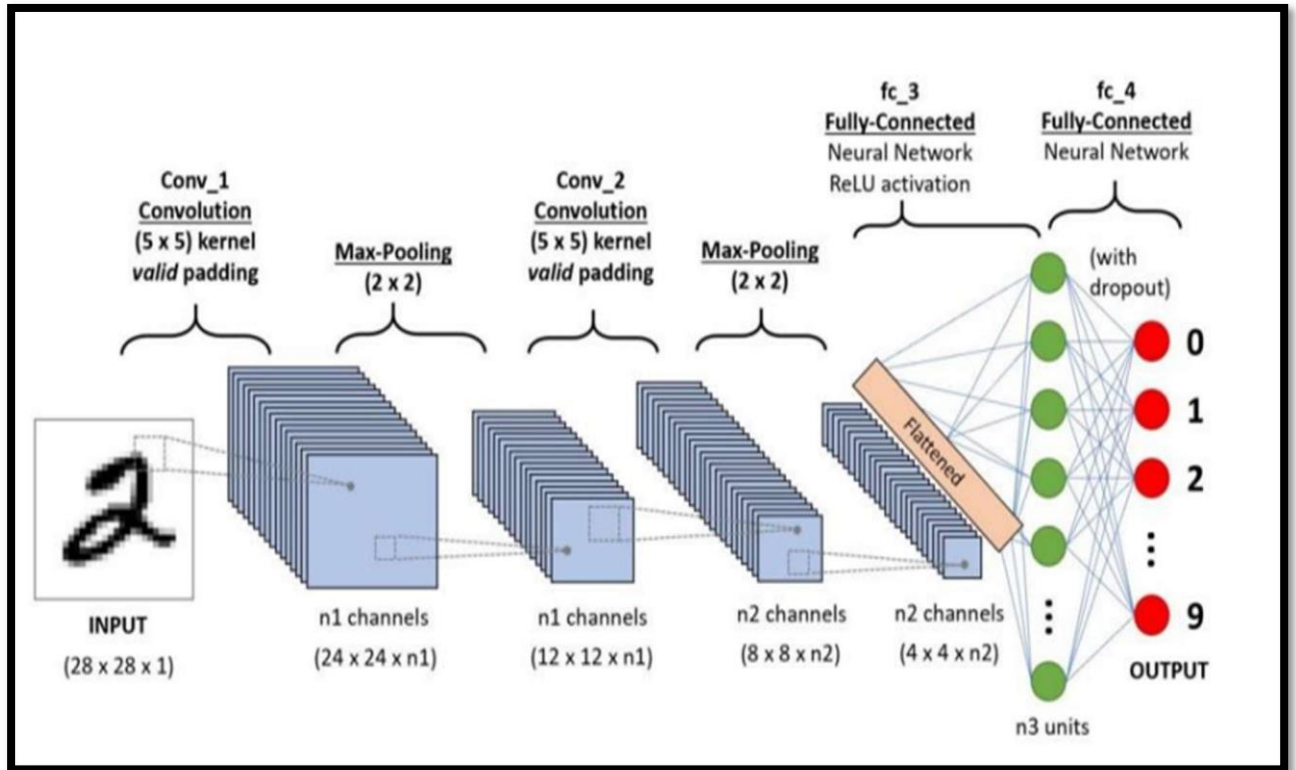 Conv_1
Convolution
(5 x 5) kernel
valid padding
Max-Pooling
(2 x 2)
Conv_2
Convolution
(5 x 5) kernel
valid padding
Max-Pooling
(2 x 2)
fc_3
Fully-Connected
Neural Network
ReLU activation
fc_4
Fully-Connected
Neural Network
(with
dropout)
INPUT
(28 x 28 x 1)
n1 channels
(24 x 24 x n1)
n1 channels
(12 x 12 x n1)
n2 channels
(8 x 8 x n2)
n2 channels
(4 x 4 x n2)
Flattened
n3 units
0
1
2
9
OUTPUT
2